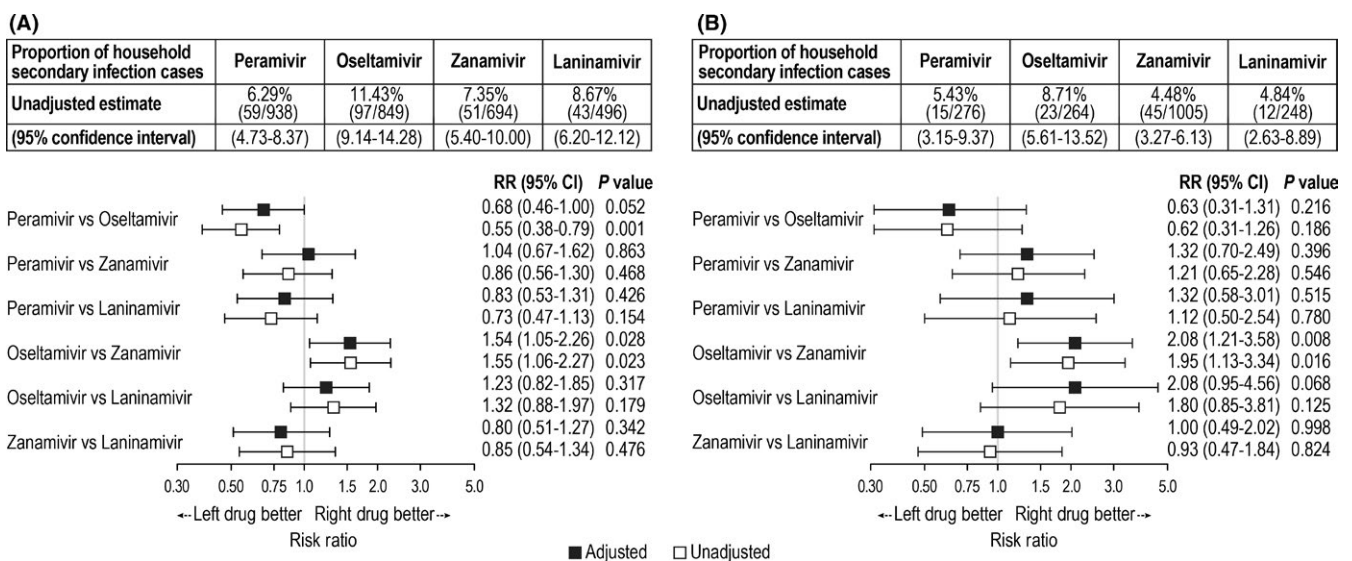 (A)
Proportion of household secondary infection cases Peramivir Oseltamivir Zanamivir Laninamivir
Unadjusted estimate 6.29% (59/938) 11.43% (97/849) 7.35% (51/694) 8.67% (43/496)
(95% confidence interval) (4.73-8.37) (9.14-14.28) (5.40-10.00) (6.20-12.12)
RR (95% CI) P value
Peramivir vs Oseltamivir 0.68 (0.46-1.00) 0.052
0.55 (0.38-0.79) 0.001
Peramivir vs Zanamivir 1.04 (0.67-1.62) 0.863
0.86 (0.56-1.30) 0.468
Peramivir vs Laninamivir 0.83 (0.53-1.31) 0.426
0.73 (0.47-1.13) 0.154
Oseltamivir vs Zanamivir 1.54 (1.05-2.26) 0.028
1.55 (1.06-2.27) 0.023
Oseltamivir vs Laninamivir 1.23 (0.82-1.85) 0.317
1.32 (0.88-1.97) 0.179
Zanamivir vs Laninamivir 0.80 (0.51-1.27) 0.342
0.85 (0.54-1.34) 0.476
0.30 0.50 0.75 1.0 1.5 2.0 3.0 5.0
Left drug better Right drug better
Risk ratio
(B)
Proportion of household secondary infection cases Peramivir Oseltamivir Zanamivir Laninamivir
Unadjusted estimate 5.43% (15/276) 8.71% (23/264) 4.48% (45/1005) 4.84% (12/248)
(95% confidence interval) (3.15-9.37) (5.61-13.52) (3.27-6.13) (2.63-8.89)
RR (95% CI) P value
Peramivir vs Oseltamivir 0.63 (0.31-1.31) 0.216
0.62 (0.31-1.26) 0.186
Peramivir vs Zanamivir 1.32 (0.70-2.49) 0.396
1.21 (0.65-2.28) 0.546
Peramivir vs Laninamivir 1.32 (0.58-3.01) 0.515
1.12 (0.50-2.54) 0.780
Oseltamivir vs Zanamivir 2.08 (1.21-3.58) 0.008
1.95 (1.13-3.34) 0.016
Oseltamivir vs Laninamivir 2.08 (0.95-4.56) 0.068
1.80 (0.85-3.81) 0.125
Zanamivir vs Laninamivir 1.00 (0.49-2.02) 0.998
0.93 (0.47-1.84) 0.824
0.30 0.50 0.75 1.0 1.5 2.0 3.0 5.0
Left drug better Right drug better
Risk ratio
Adjusted Unadjusted